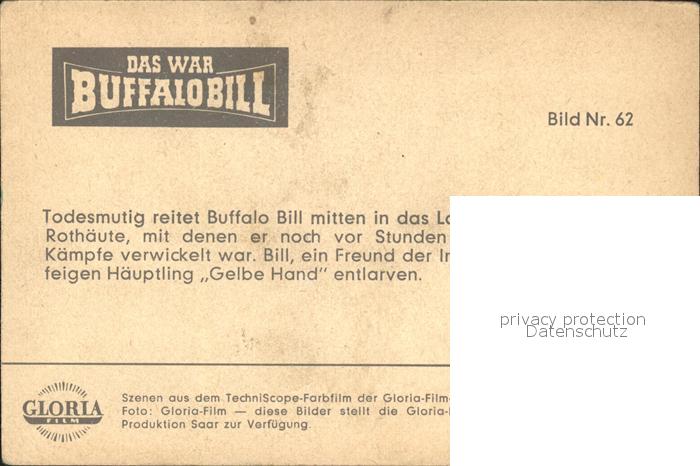 DAS WAR
BUFFALO BILL
Bild Nr. 62
Todesmutig reitet Buffalo Bill mitten in das
Rothäute, mit denen er noch vor Stunden
Kämpfe verwickelt war. Bill, ein Freund der
feigen Häuptling „Gelbe Hand" entlarven.
privacy protection
Datenschutz
GLORIA
FILM
Szenen aus dem TechniScope-Farbfilm der Gloria-Film-
Foto: Gloria-Film — diese Bilder stellt die Gloria-
Produktion Saar zur Verfügung.